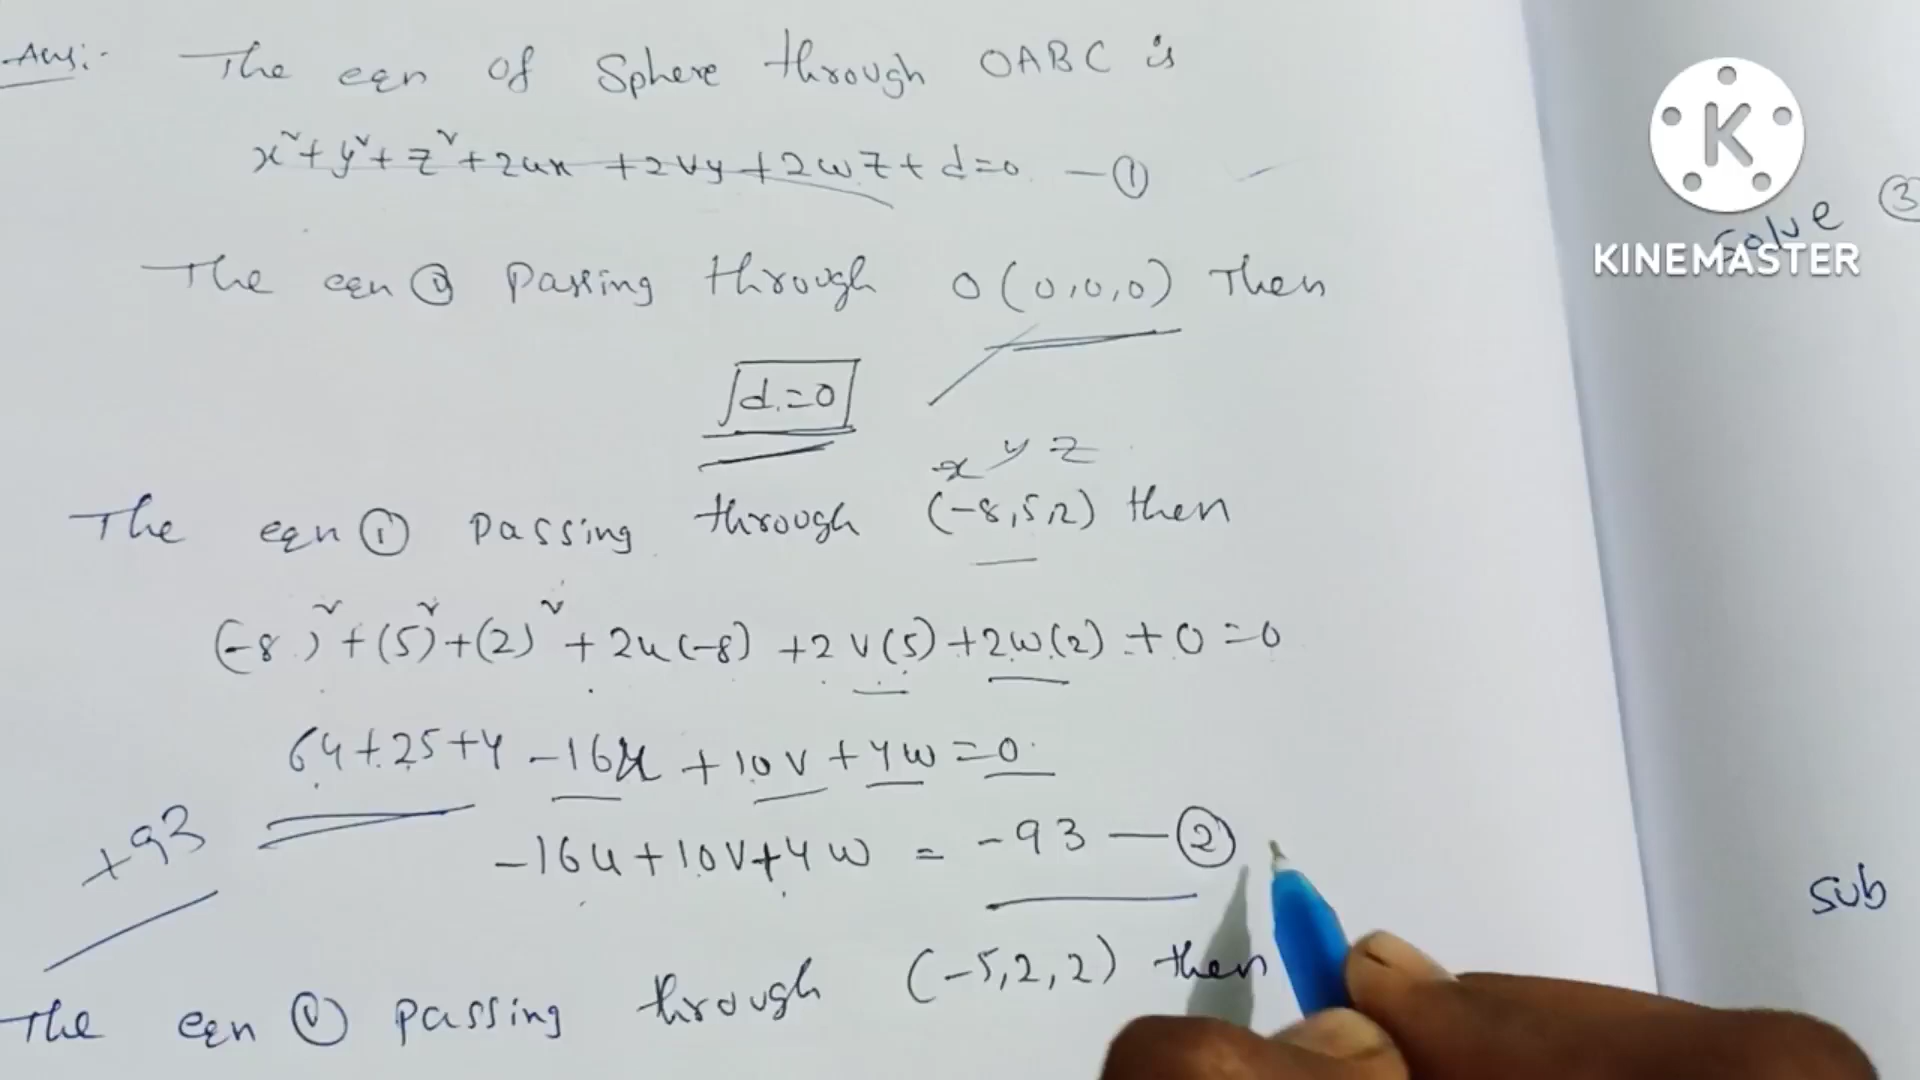 Ans:- The eqn of Sphere through OABC is
x²+y²+z²+2ux+2vy+2wz+d=0 —①
The eqn ① Passing through O(0,0,0) Then
d=0
x y z
The eqn ① passing through (-8,5,2) then
(-8)²+(5)²+(2)²+2u(-8)+2v(5)+2w(2)+0=0
64+25+4-16u+10v+4w=0
+93
-16u+10v+4w = -93 —②
The eqn ① passing through (-5,2,2) then
K
KINEMASTER
Solve ③
Sub